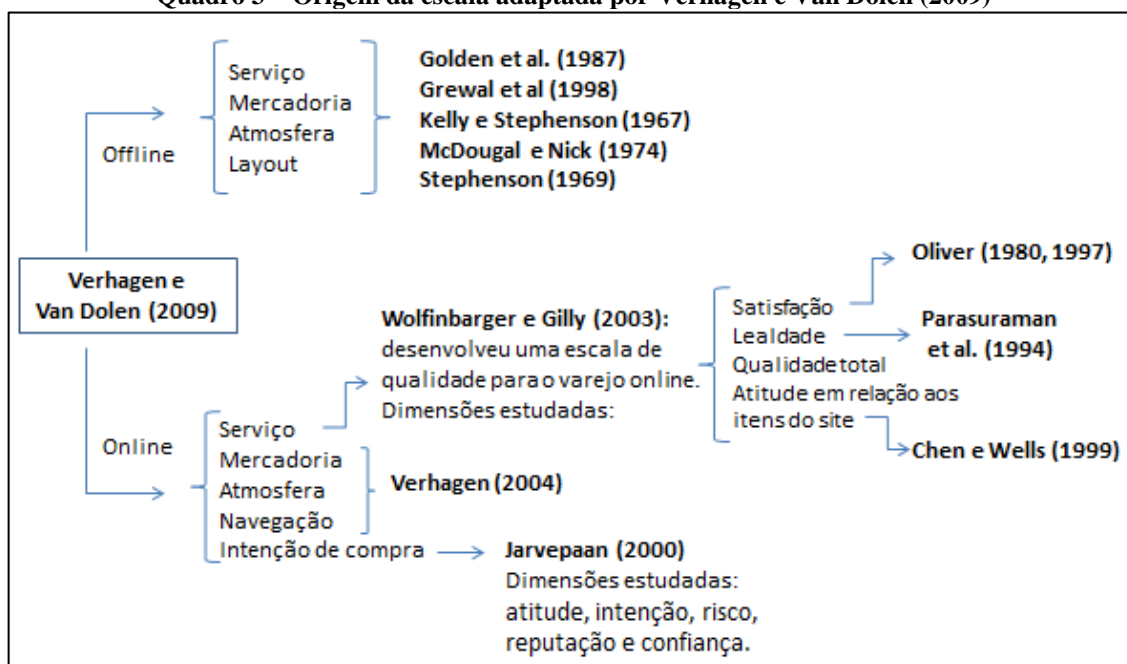 Quadro 3 – Origem da escala adaptada por Verhagen e Van Dolen (2009)
Offline
Serviço
Mercadoria
Atmosfera
Layout
Golden et al. (1987)
Grewal et al (1998)
Kelly e Stephenson (1967)
McDougal e Nick (1974)
Stephenson (1969)
Verhagen e
Van Dolen (2009)
Online
Serviço
Mercadoria
Atmosfera
Navegação
Intenção de compra
Wolfinbarger e Gilly (2003):
desenvolveu uma escala de
qualidade para o varejo online.
Dimensões estudadas:
Satisfação
Lealdade
Qualidade total
Atitude em relação aos
itens do site
Oliver (1980, 1997)
Parasuraman
et al. (1994)
Chen e Wells (1999)
Verhagen (2004)
Jarvepaan (2000)
Dimensões estudadas:
atitude, intenção, risco,
reputação e confiança.